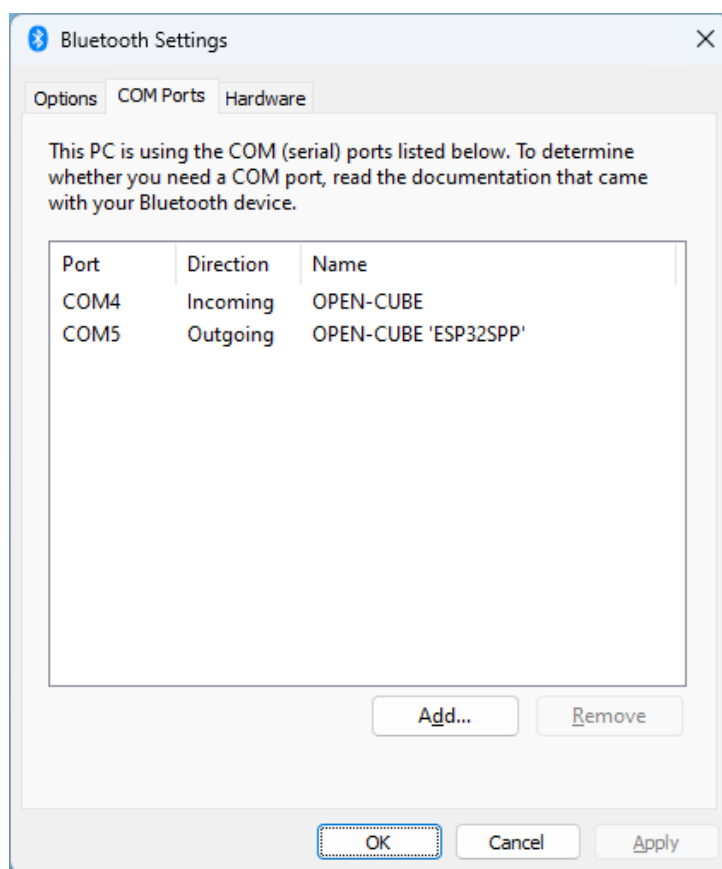 Bluetooth Settings
Options COM Ports Hardware
This PC is using the COM (serial) ports listed below. To determine
whether you need a COM port, read the documentation that came
with your Bluetooth device.
Port Direction Name
COM4 Incoming OPEN-CUBE
COM5 Outgoing OPEN-CUBE 'ESP32SPP'
Add... Remove
OK Cancel Apply